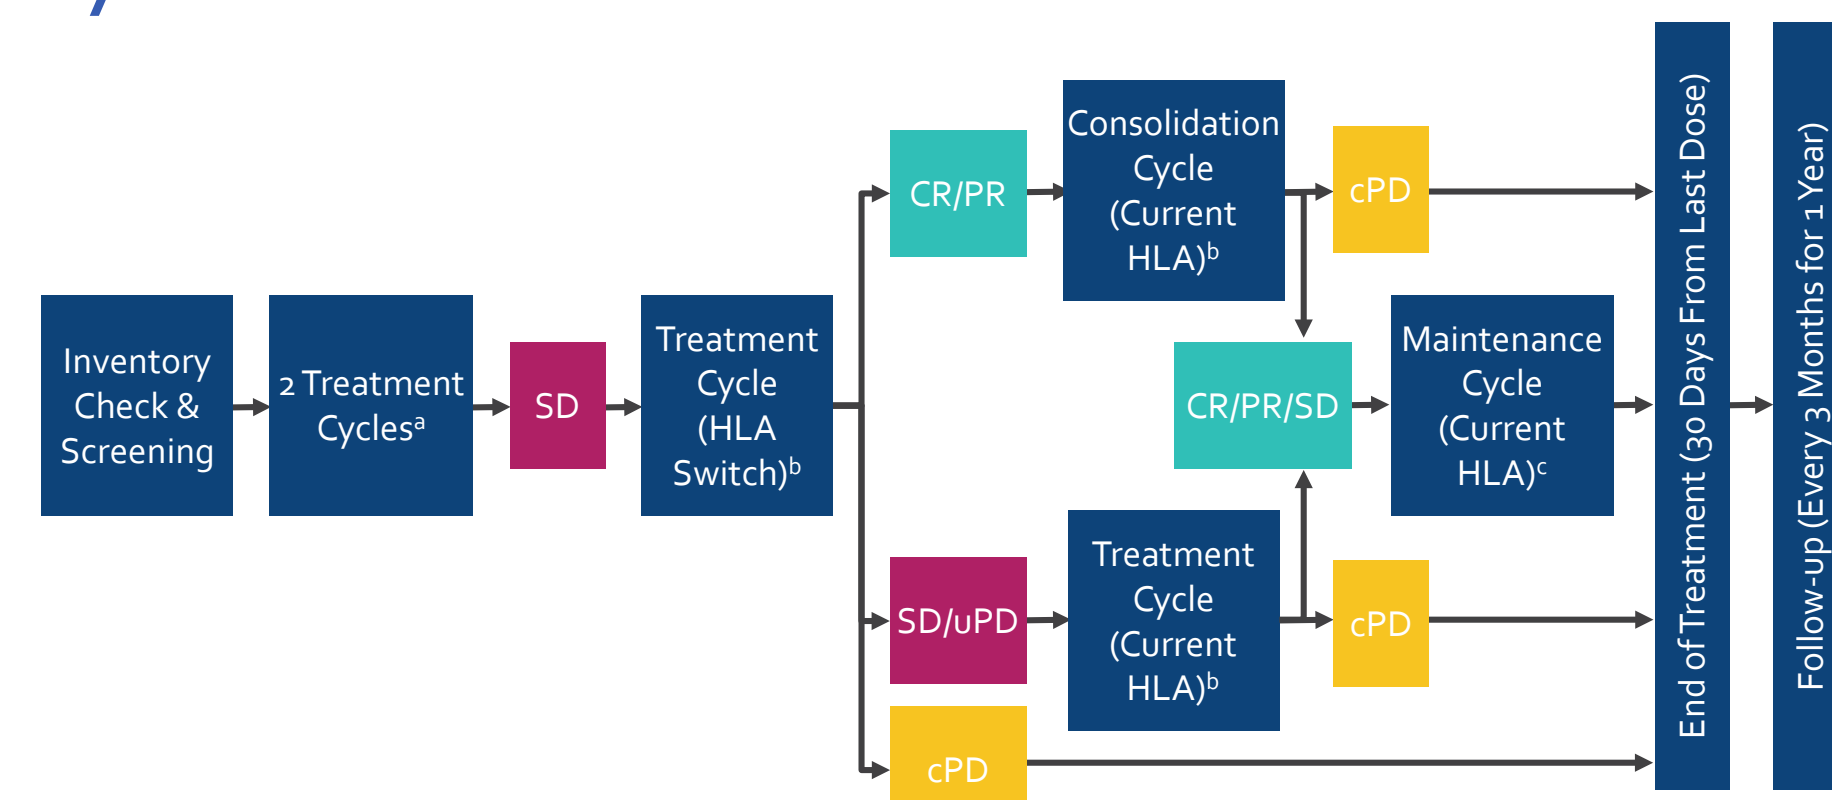 Inventory
Check &
Screening
2 Treatment
Cyclesᵃ
SD
Treatment
Cycle
(HLA
Switch)ᵇ
CR/PR
Consolidation
Cycle
(Current
HLA)ᵇ
cPD
CR/PR/SD
Maintenance
Cycle
(Current
HLA)ᶜ
SD/uPD
Treatment
Cycle
(Current
HLA)ᵇ
cPD
cPD
End of Treatment (30 Days From Last Dose)
Follow-up (Every 3 Months for 1 Year)